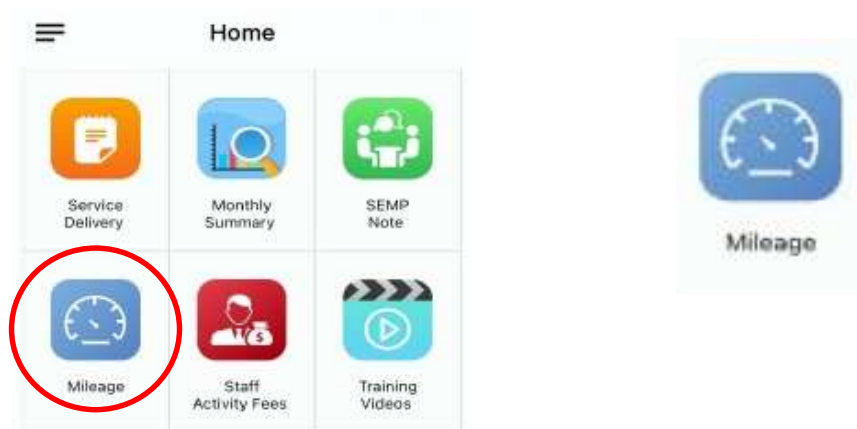 Home
Service
Delivery
Monthly
Summary
SEMP
Note
Mileage
Staff
Activity Fees
Training
Videos
Mileage